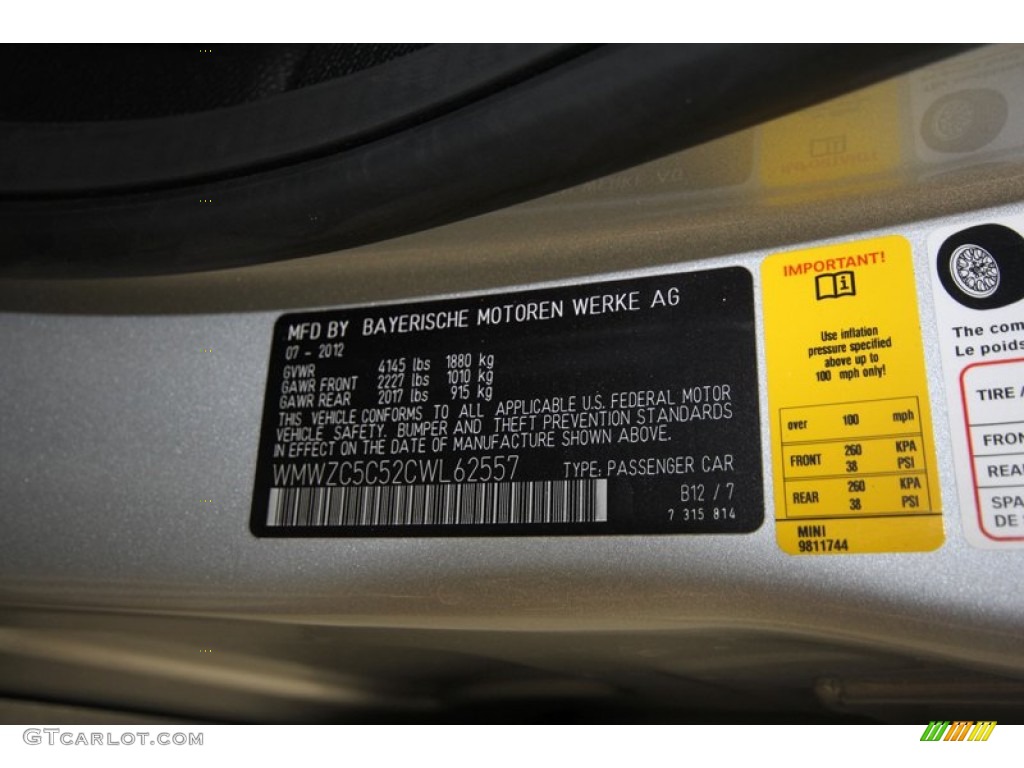 MFD BY BAYERISCHE MOTOREN WERKE AG
07 - 2012
GVWR 4145 lbs 1880 kg
GAWR FRONT 2227 lbs 1010 kg
GAWR REAR 2017 lbs 915 kg
THIS VEHICLE CONFORMS TO ALL APPLICABLE U.S. FEDERAL MOTOR
VEHICLE SAFETY, BUMPER AND THEFT PREVENTION STANDARDS
IN EFFECT ON THE DATE OF MANUFACTURE SHOWN ABOVE.
WMWZC5C52CWL62557 TYPE: PASSENGER CAR
B12 / 7
7 315 814
IMPORTANT!
Use inflation
pressure specified
above up to
100 mph only!
over 100 mph
FRONT 260 KPA
38 PSI
REAR 260 KPA
38 PSI
MINI
9811744
The com
Le poids
TIRE
FRON
REA
SPA
DE
GTCARLOT.COM